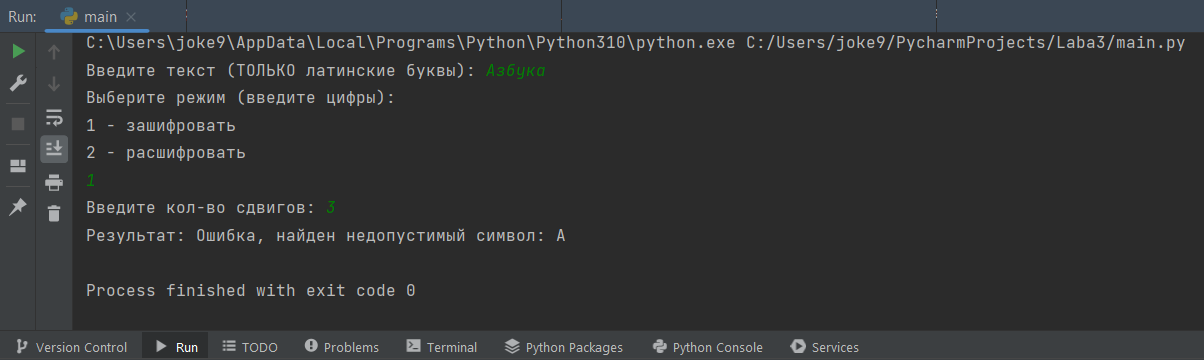 Run: main
C:\Users\joke9\AppData\Local\Programs\Python\Python310\python.exe C:/Users/joke9/PycharmProjects/Laba3/main.py
Введите текст (ТОЛЬКО латинские буквы): Азбука
Выберите режим (введите цифры):
1 - зашифровать
2 - расшифровать
1
Введите кол-во сдвигов: 3
Результат: Ошибка, найден недопустимый символ: А
Process finished with exit code 0
Version Control Run TODO Problems Terminal Python Packages Python Console Services